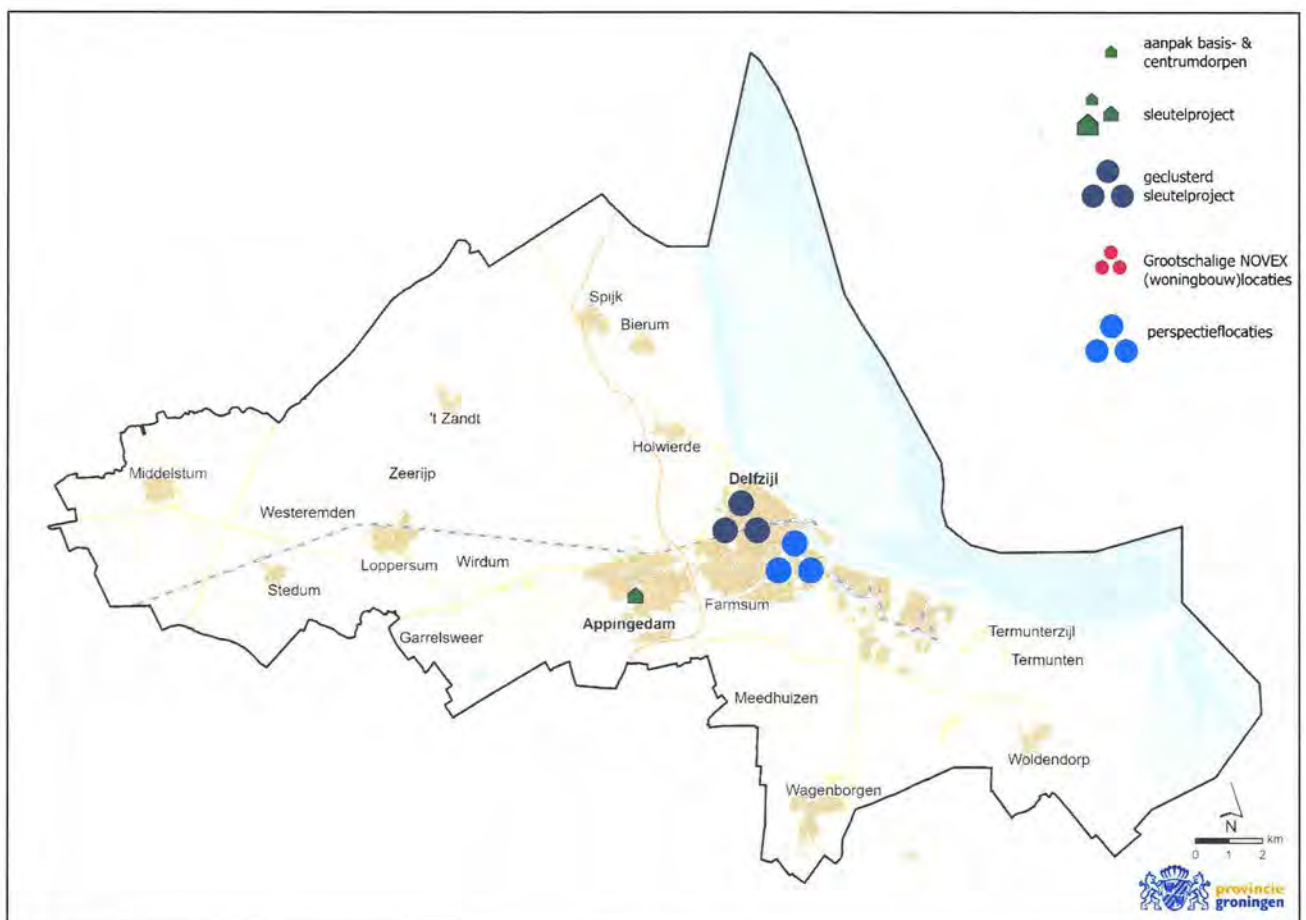 aanpak basis- &
centrumdorpen
sleutelproject
geclusterd
sleutelproject
Grootschalige NOVEX
(woningbouw)locaties
perspectieflocaties
Spijk
Bierum
't Zandt
Holwierde
Middelstum
Zeerijp
Delfzijl
Westeremden
Loppersum
Wirdum
Stedum
Farmsum
Appingedam
Garrelsweer
Termunterzijl
Termunten
Meedhuizen
Woldendorp
Wagenborgen
N
km
0 1 2
provincie
groningen